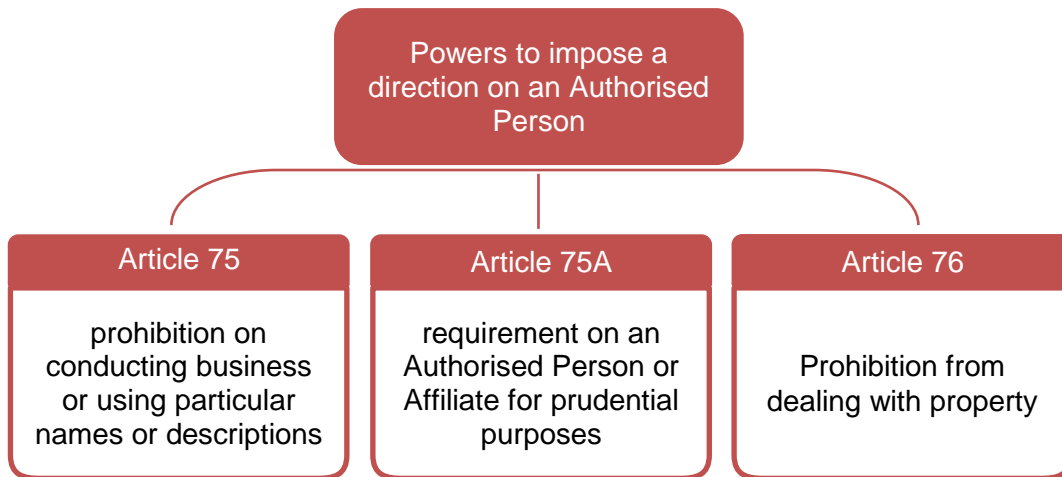 Powers to impose a
direction on an Authorised
Person
Article 75
prohibition on
conducting business
or using particular
names or descriptions
Article 75A
requirement on an
Authorised Person or
Affiliate for prudential
purposes
Article 76
Prohibition from
dealing with property